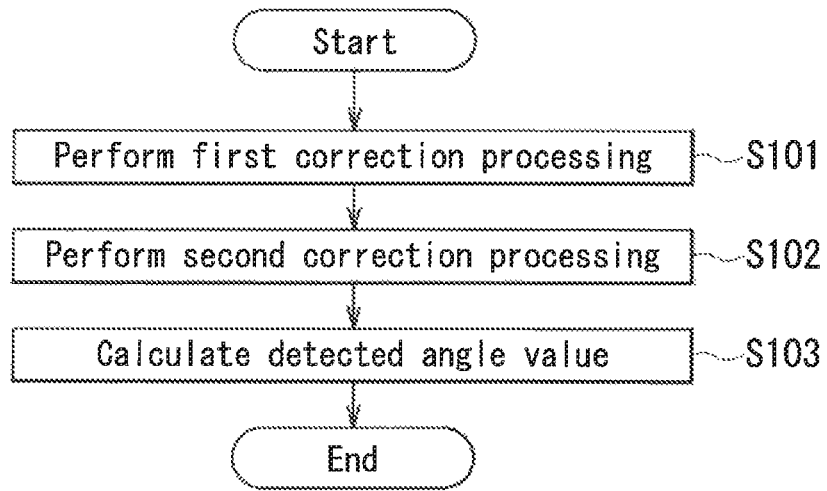 Start
Perform first correction processing S101
Perform second correction processing S102
Calculate detected angle value S103
End